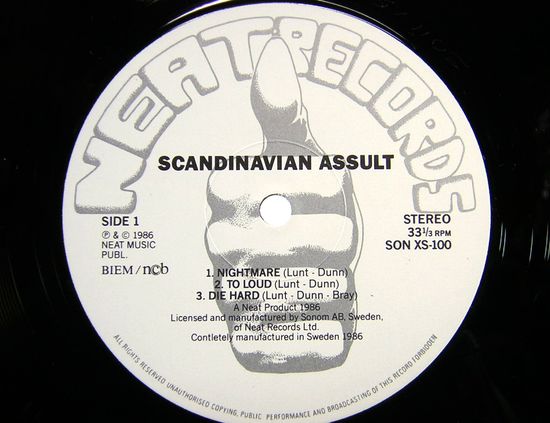 NEAT RECORDS
SCANDINAVIAN ASSULT
SIDE 1
℗ & © 1986
NEAT MUSIC
PUBL.
BIEM / ncb
STEREO
33 1/3 RPM
SON XS-100
1. NIGHTMARE (Lunt - Dunn)
2. TO LOUD (Lunt - Dunn)
3. DIE HARD (Lunt - Dunn - Bray)
A Neat Product 1986
Licensed and manufactured by Sonom AB, Sweden,
of Neat Records Ltd.
Contletely manufactured in Sweden 1986
ALL RIGHTS RESERVED UNAUTHORISED COPYING, PUBLIC PERFORMANCE AND BROADCASTING OF THIS RECORD FORBIDDEN